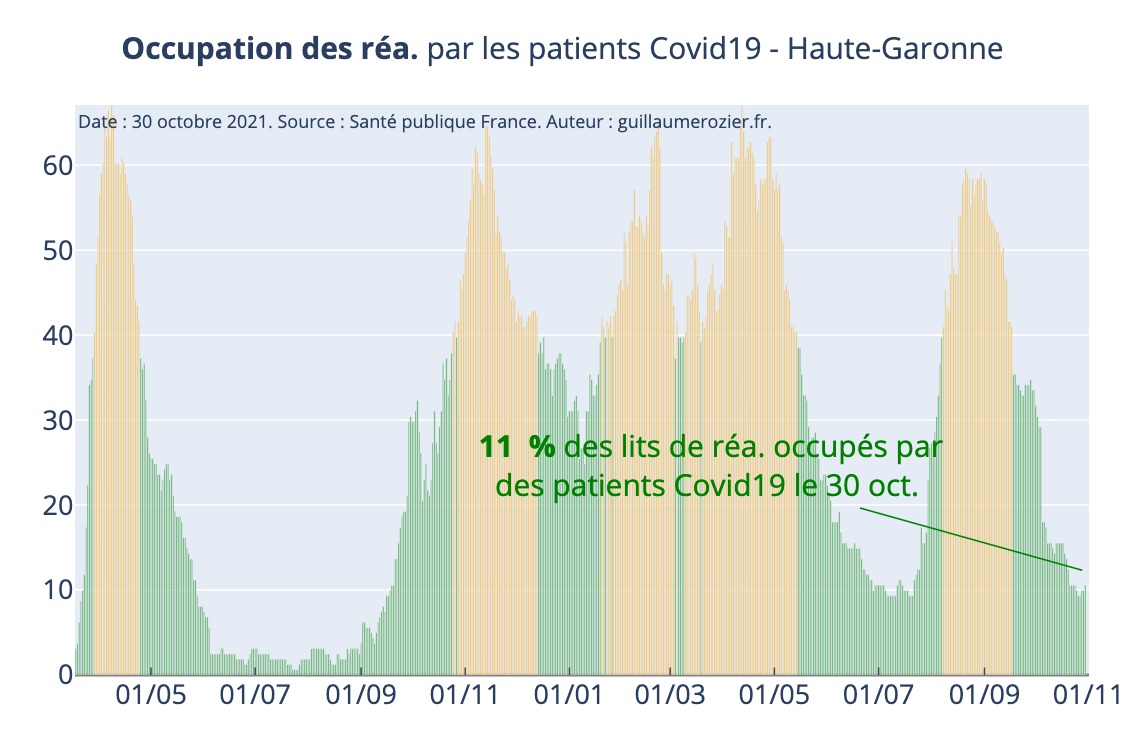 Occupation des réa. par les patients Covid19 - Haute-Garonne
Date : 30 octobre 2021. Source : Santé publique France. Auteur : guillaumerozier.fr.
60
50
40
30
20
10
0
11 % des lits de réa. occupés par
des patients Covid19 le 30 oct.
01/05 01/07 01/09 01/11 01/01 01/03 01/05 01/07 01/09 01/11